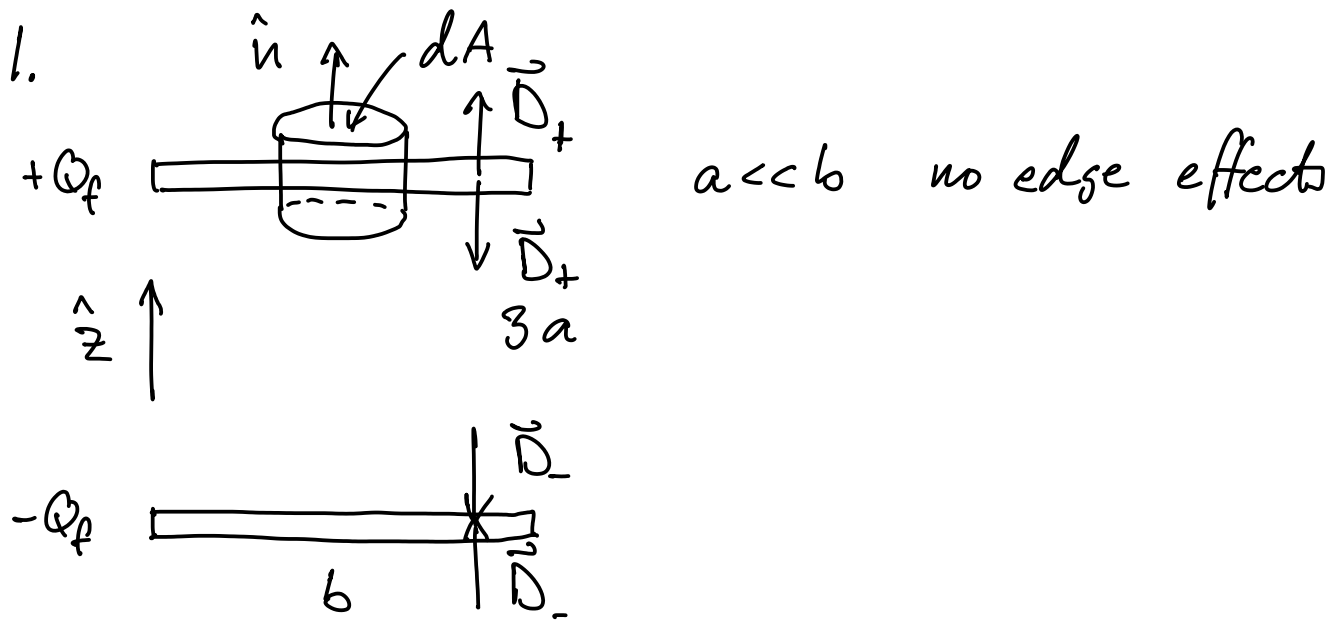 1.
n̂ dA
D⃗₊
+Q_f
a<<b no edge effects
D⃗₊
ẑ
3a
D⃗₋
-Q_f
b
D⃗₋